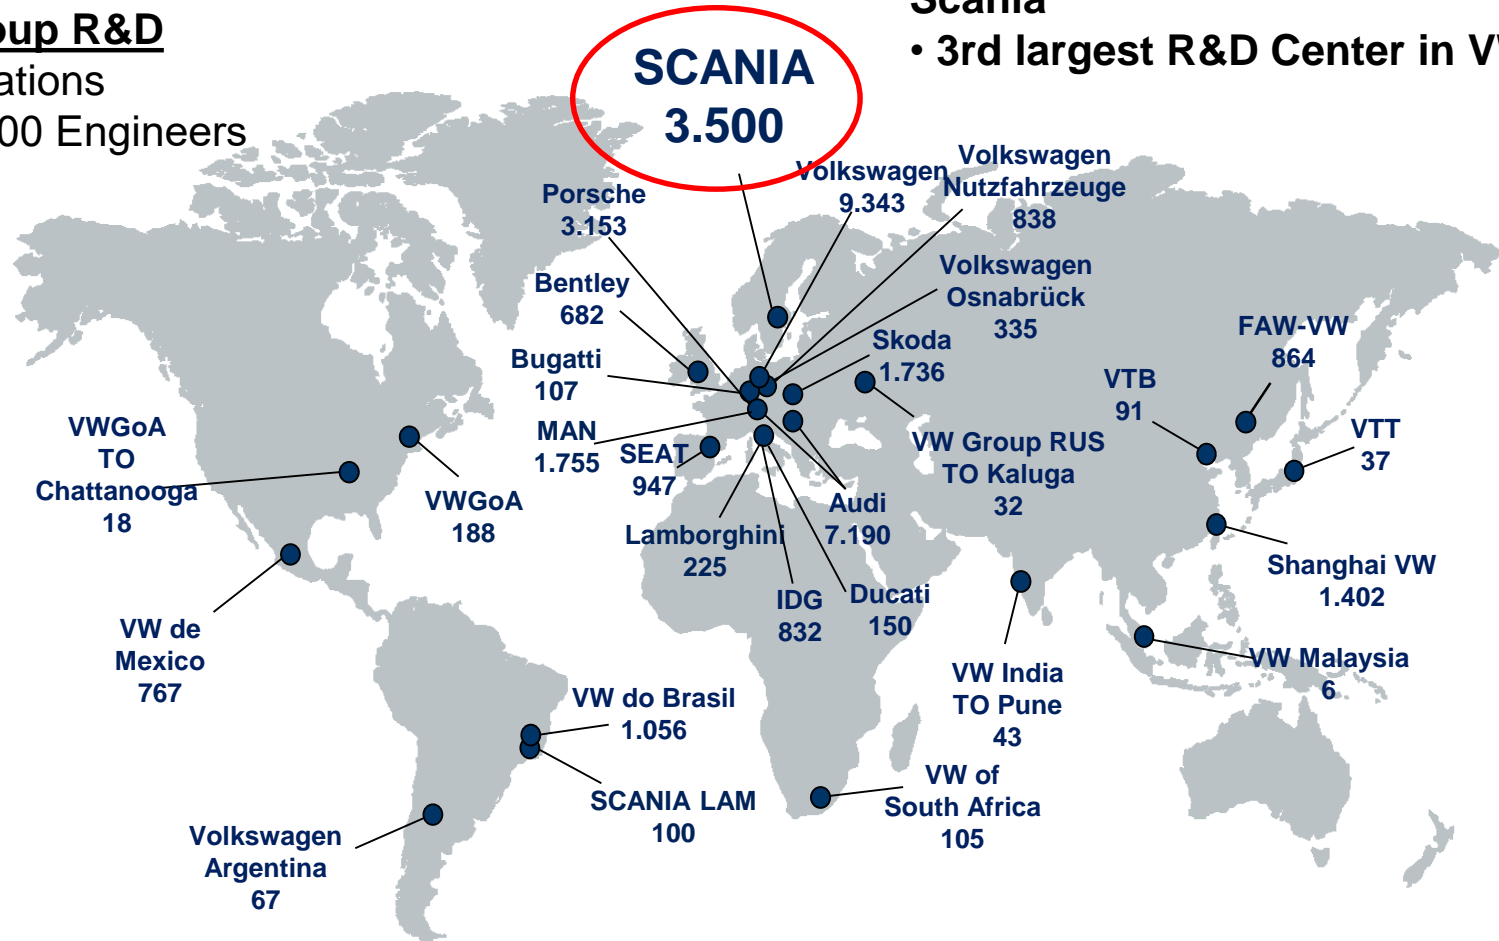 oup R&D
ations
00 Engineers
Scania
• 3rd largest R&D Center in VW
SCANIA
3.500
Porsche
3.153
Volkswagen
9.343
Volkswagen
Nutzfahrzeuge
838
Bentley
682
Volkswagen
Osnabrück
335
Bugatti
107
Skoda
1.736
FAW-VW
864
VTB
91
VTT
37
VWGoA
TO
Chattanooga
18
VWGoA
188
MAN
1.755
SEAT
947
VW Group RUS
TO Kaluga
32
Audi
7.190
Lamborghini
225
IDG
832
Ducati
150
Shanghai VW
1.402
VW de
Mexico
767
VW India
TO Pune
43
VW Malaysia
6
VW do Brasil
1.056
SCANIA LAM
100
VW of
South Africa
105
Volkswagen
Argentina
67